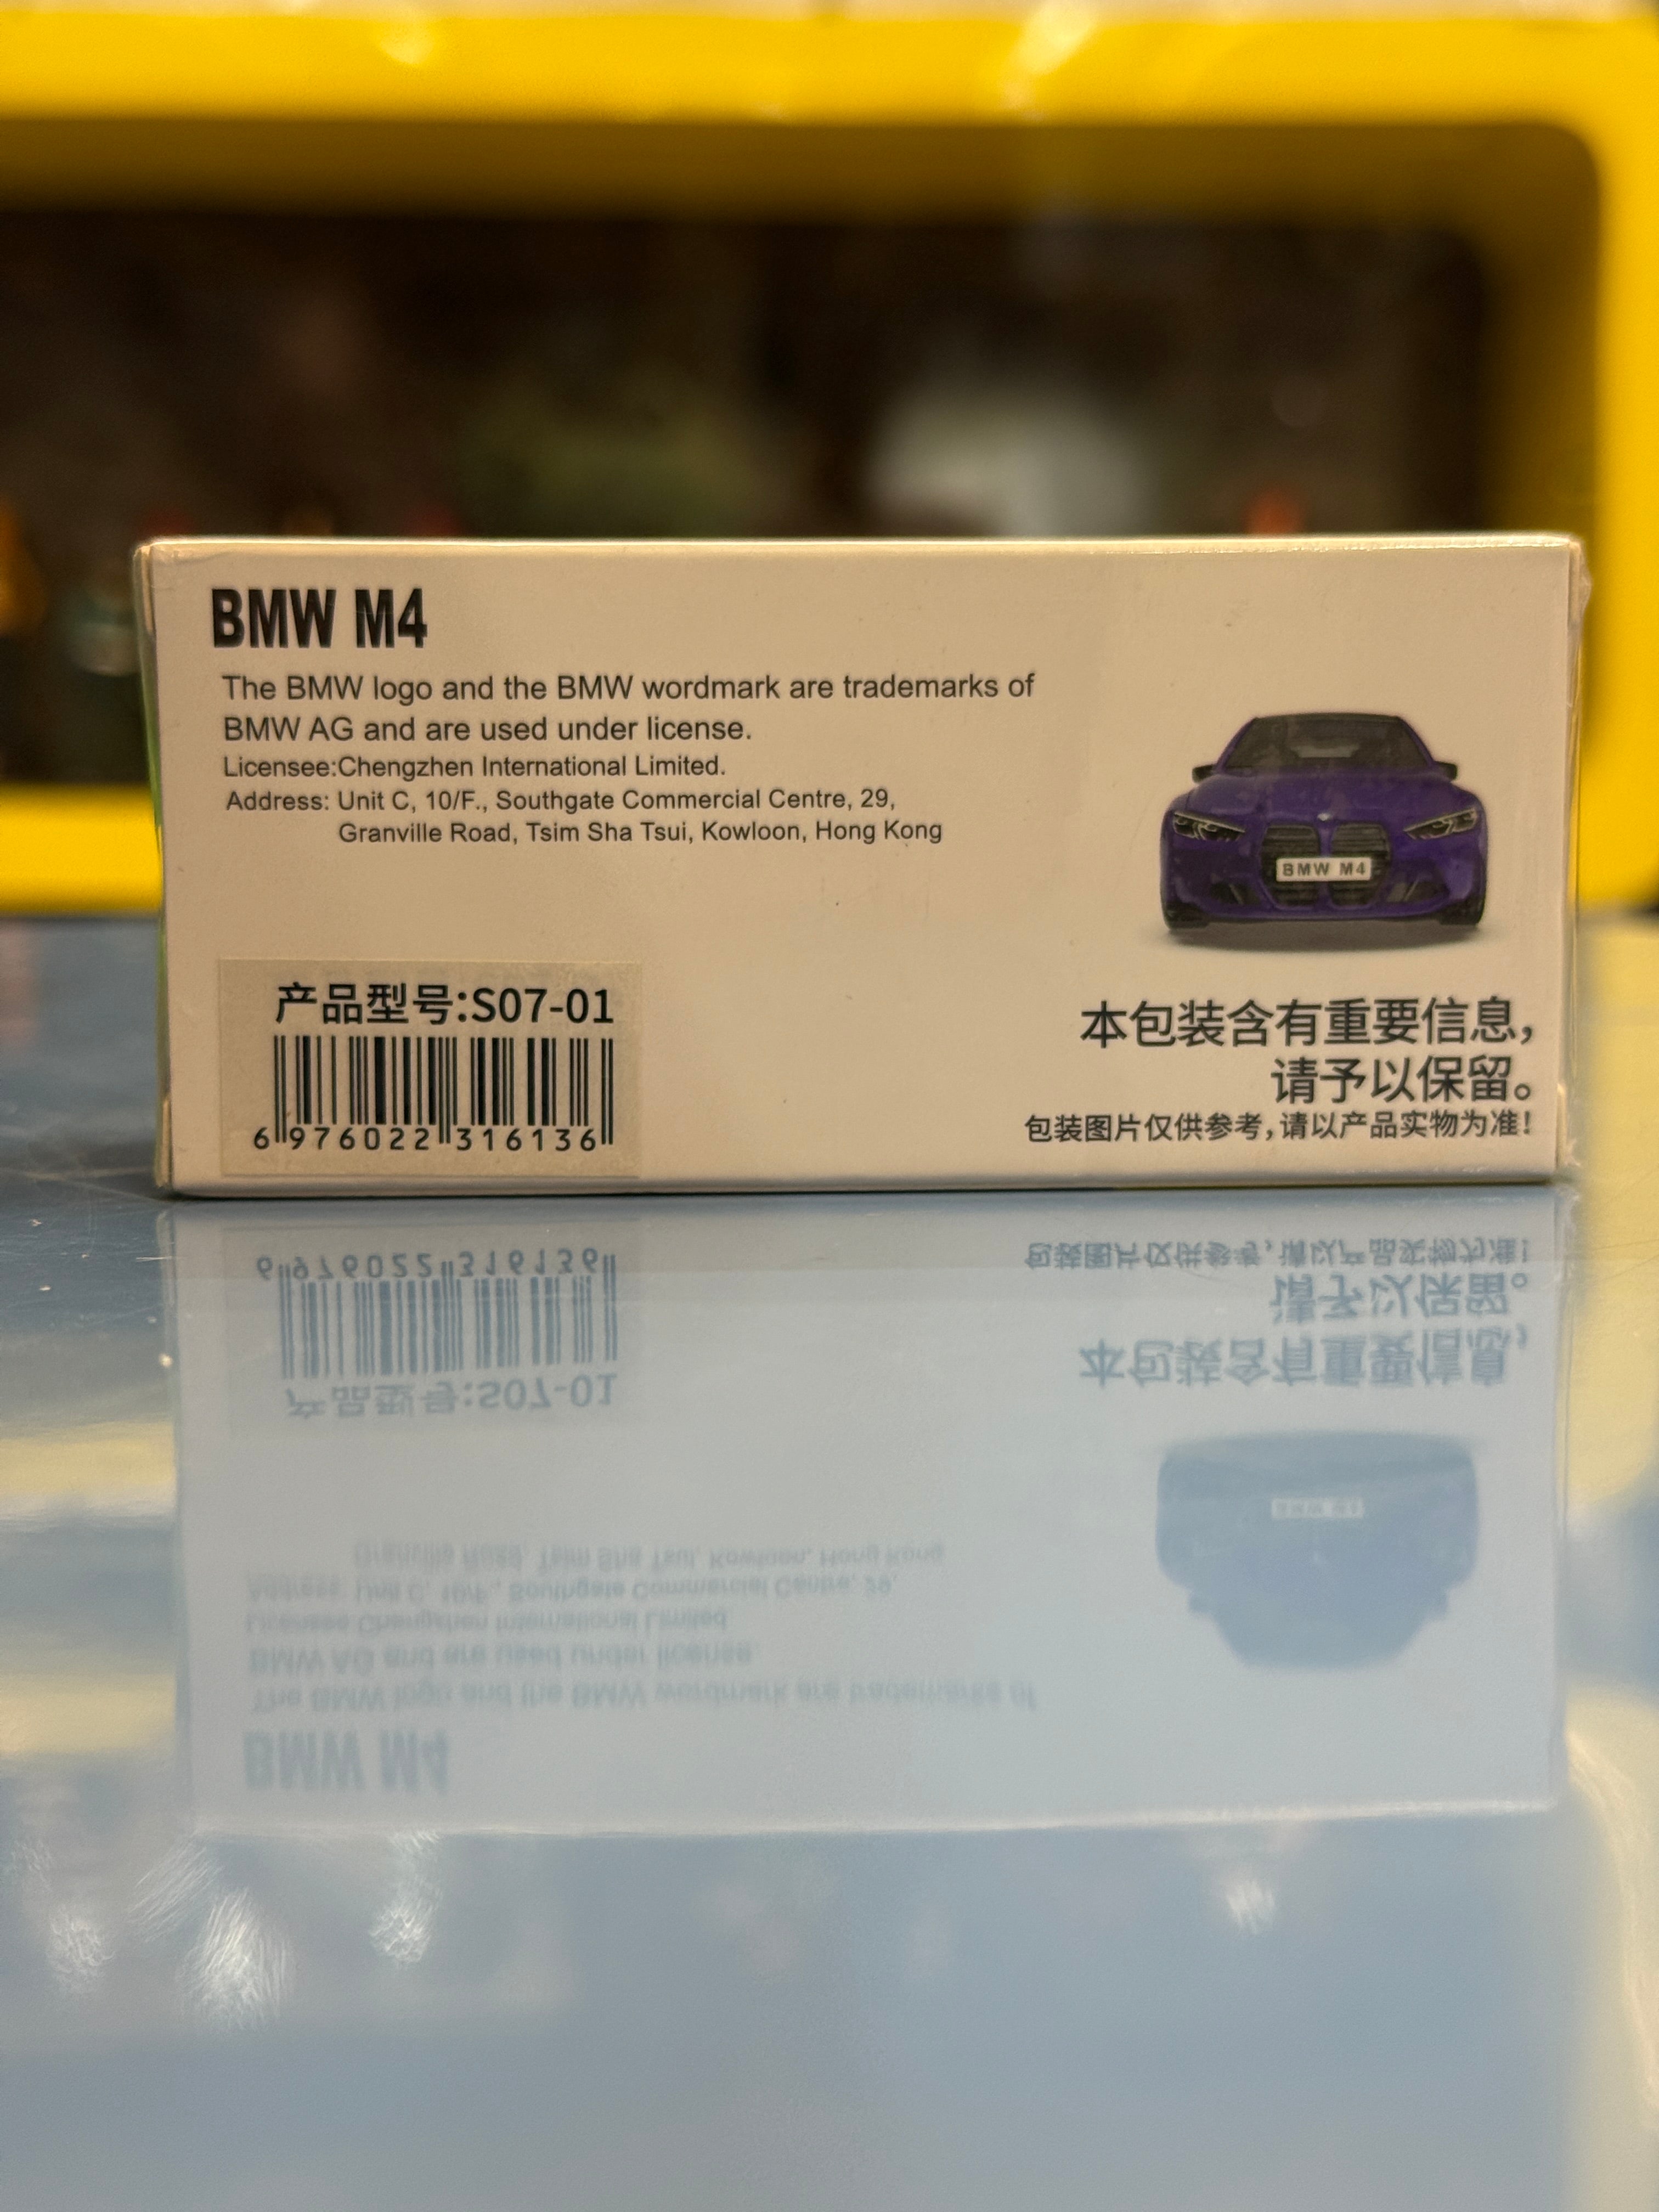 BMW M4
The BMW logo and the BMW wordmark are trademarks of
BMW AG and are used under license.
Licensee:Chengzhen International Limited.
Address: Unit C, 10/F., Southgate Commercial Centre, 29,
Granville Road, Tsim Sha Tsui, Kowloon, Hong Kong
BMW M4
产品型号:S07-01
6 976022 316136
本包装含有重要信息，
请予以保留。
包装图片仅供参考，请以产品实物为准！